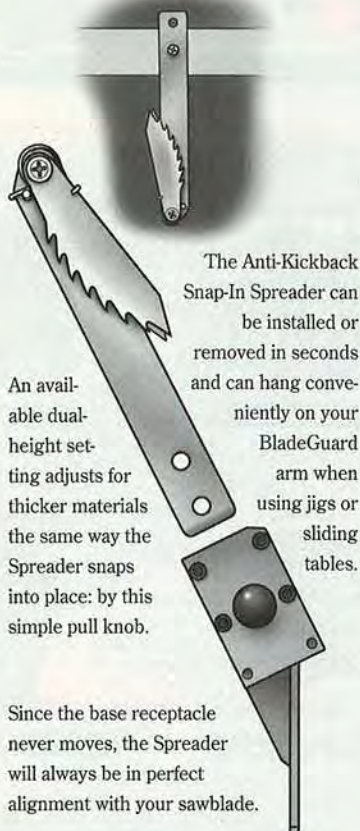 The Anti-Kickback
Snap-In Spreader can
be installed or
removed in seconds
and can hang conve-
niently on your
BladeGuard
arm when
using jigs or
sliding
tables.
An avail-
able dual-
height set-
ting adjusts for
thicker materials
the same way the
Spreader snaps
into place: by this
simple pull knob.
Since the base receptacle
never moves, the Spreader
will always be in perfect
alignment with your sawblade.